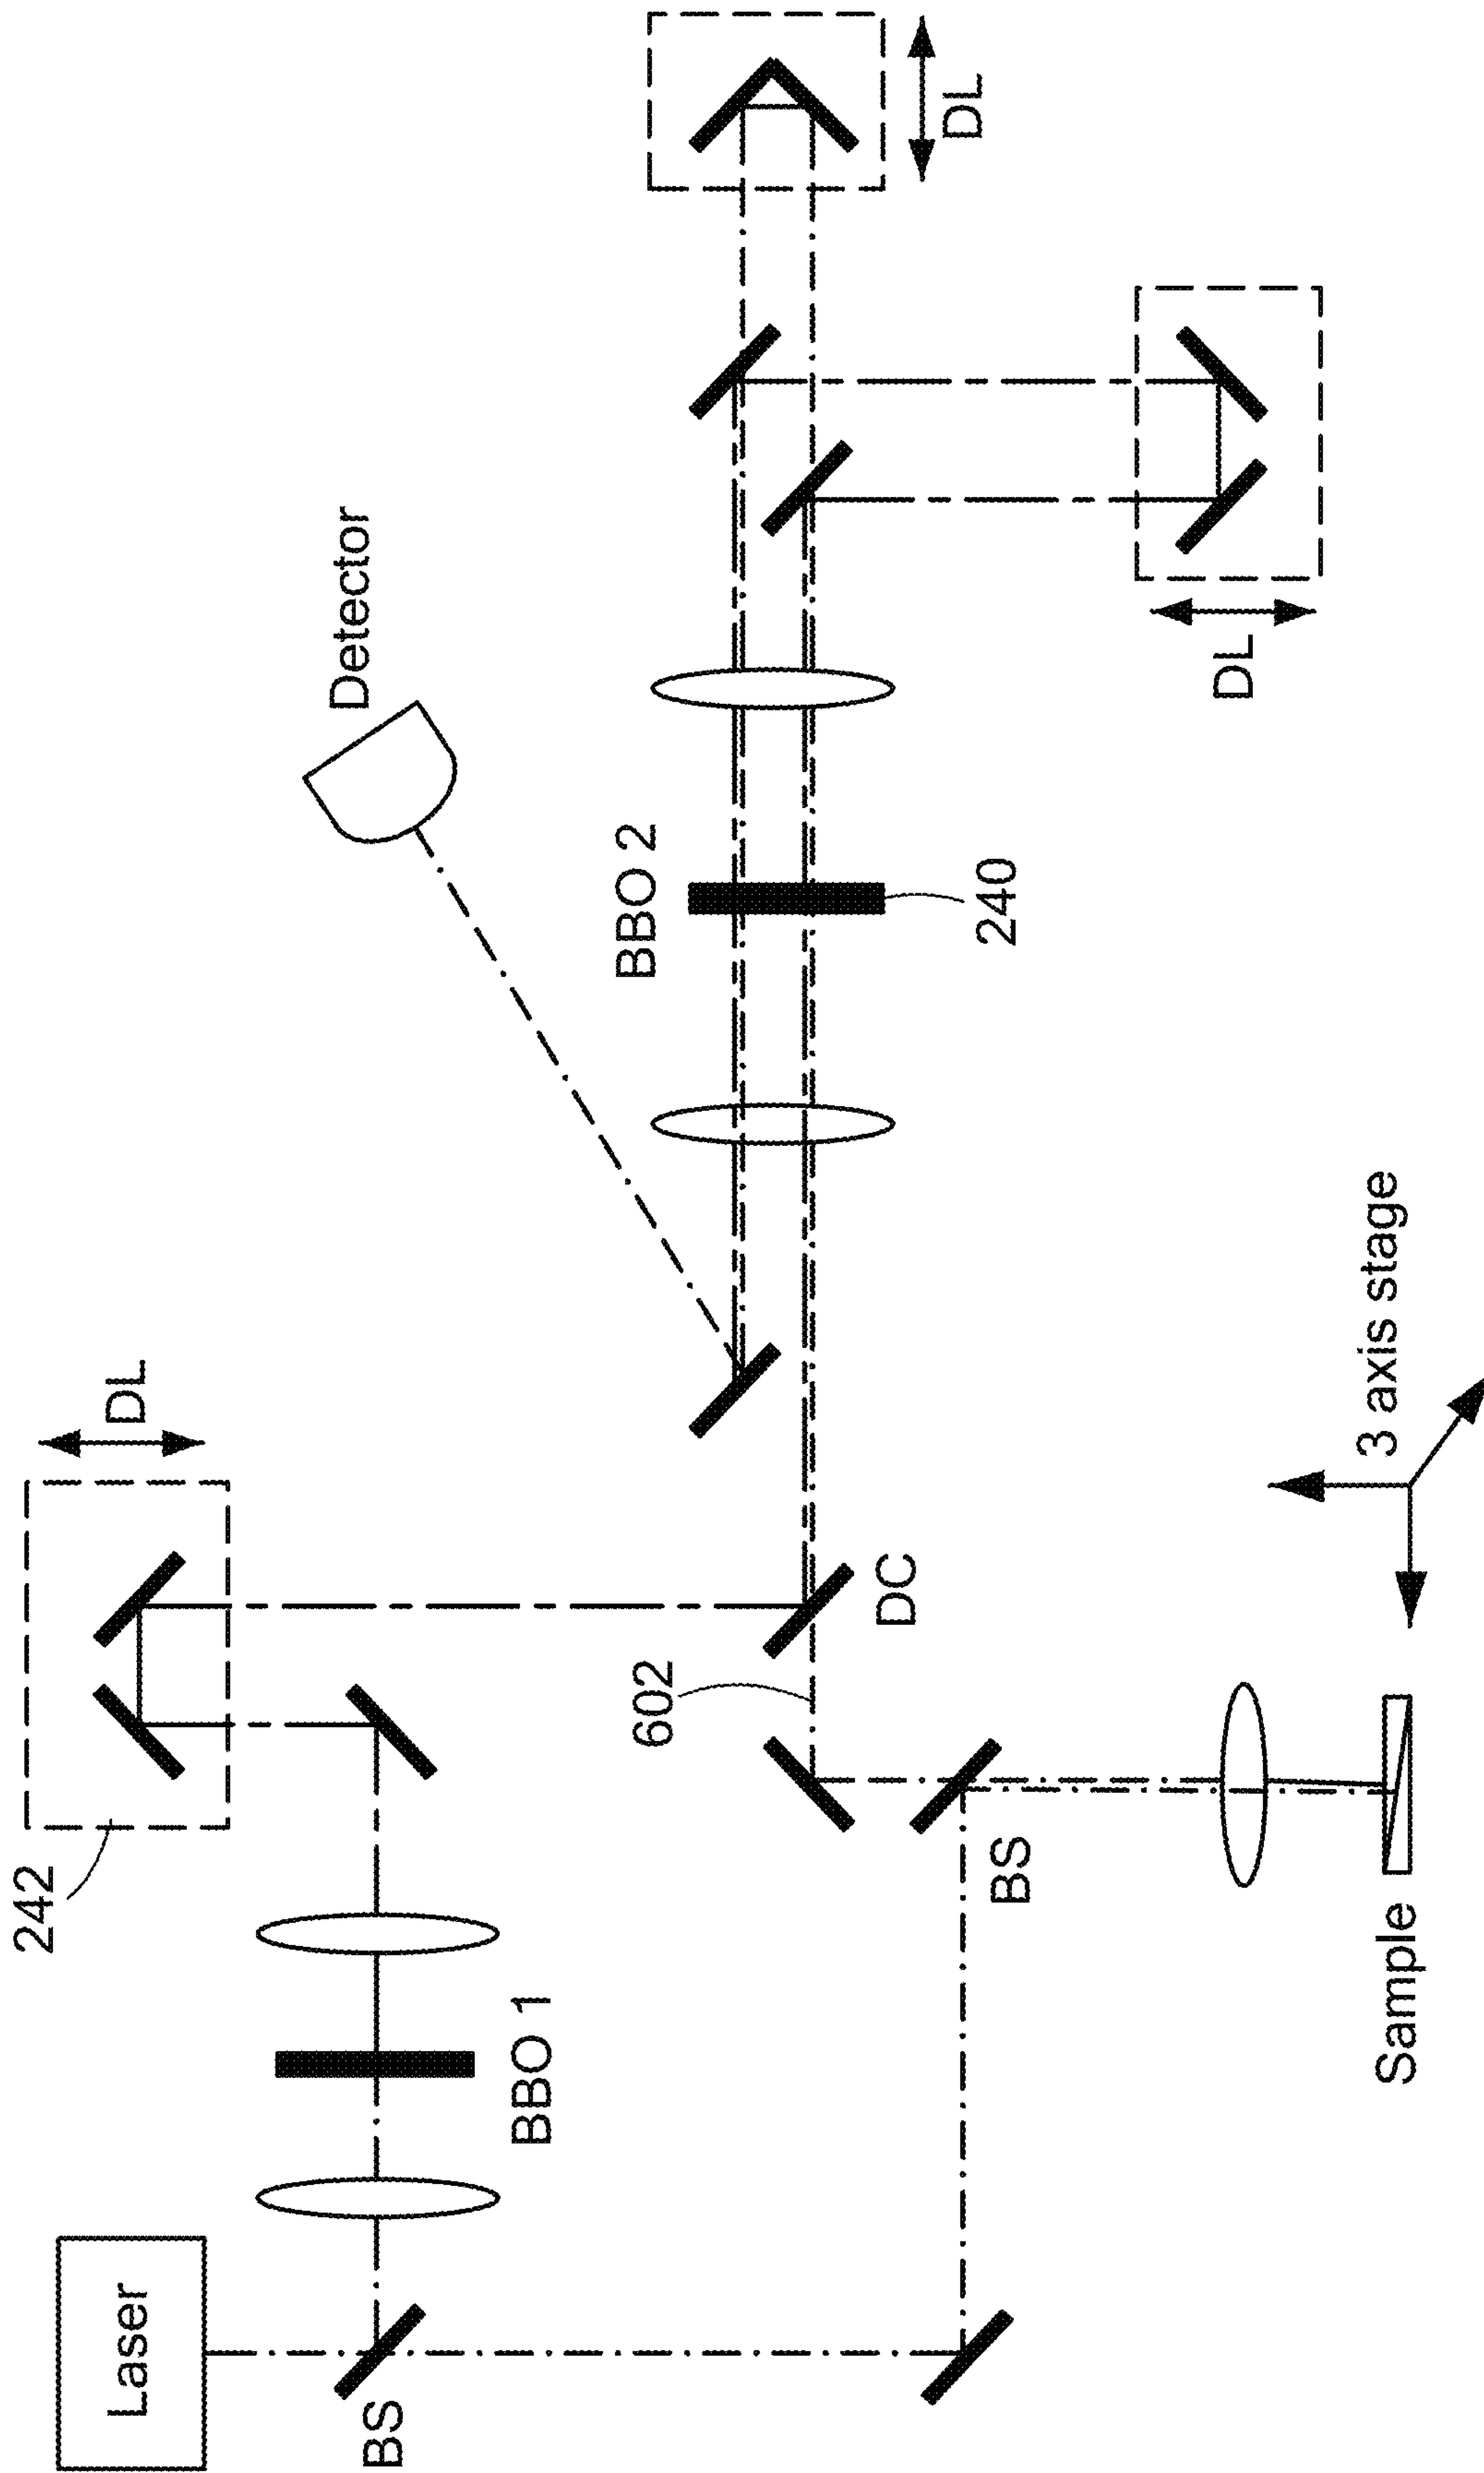 Laser
BS
BBO 1
242
DL
DC
602
BS
Sample
3 axis stage
Detector
BBO 2
240
DL
DL